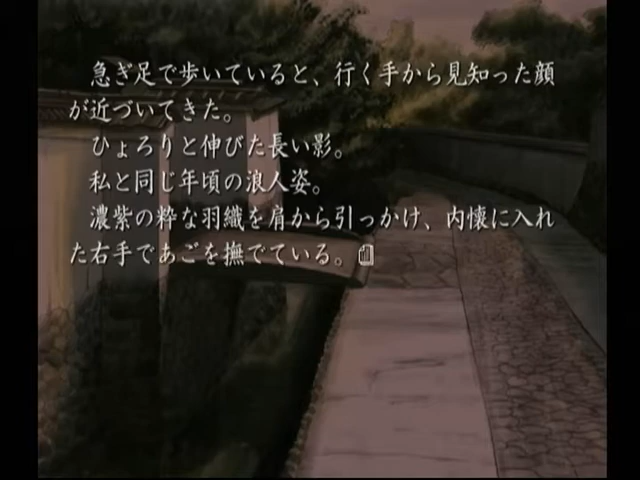 急ぎ足で歩いていると、行く手から見知った顔
が近づいてきた。
ひょろりと伸びた長い影。
私と同じ年頃の浪人姿。
濃紫の粋な羽織を肩から引っかけ、内懐に入れ
た右手であごを撫でている。